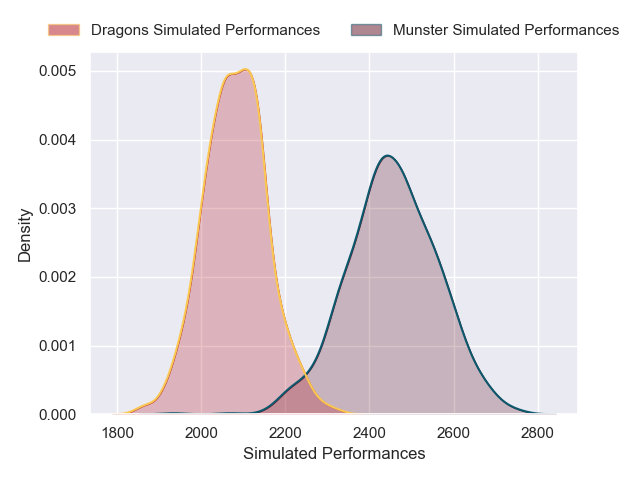 Dragons Simulated Performances Munster Simulated Performances
0.005
0.004
0.003
0.002
0.001
0.000
Density
1800 2000 2200 2400 2600 2800
Simulated Performances